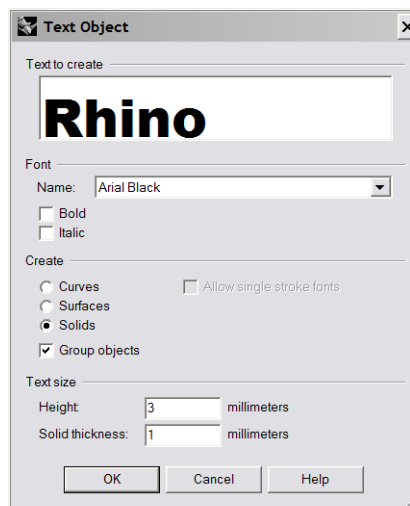 Text Object
Text to create
Rhino
Font
Name: Arial Black
Bold
Italic
Create
Curves Allow single stroke fonts
Surfaces
Solids
Group objects
Text size
Height: 3 millimeters
Solid thickness: 1 millimeters
OK Cancel Help